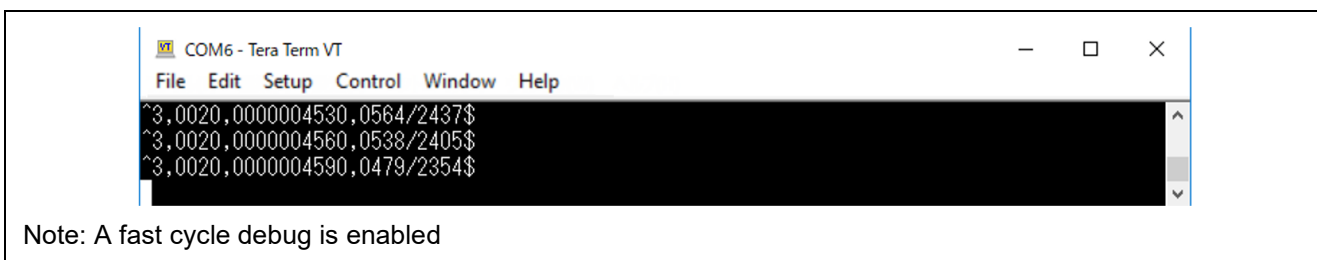 COM6 - Tera Term VT
File Edit Setup Control Window Help
^3,0020,0000004530,0564/2437$
^3,0020,0000004560,0538/2405$
^3,0020,0000004590,0479/2354$
Note: A fast cycle debug is enabled